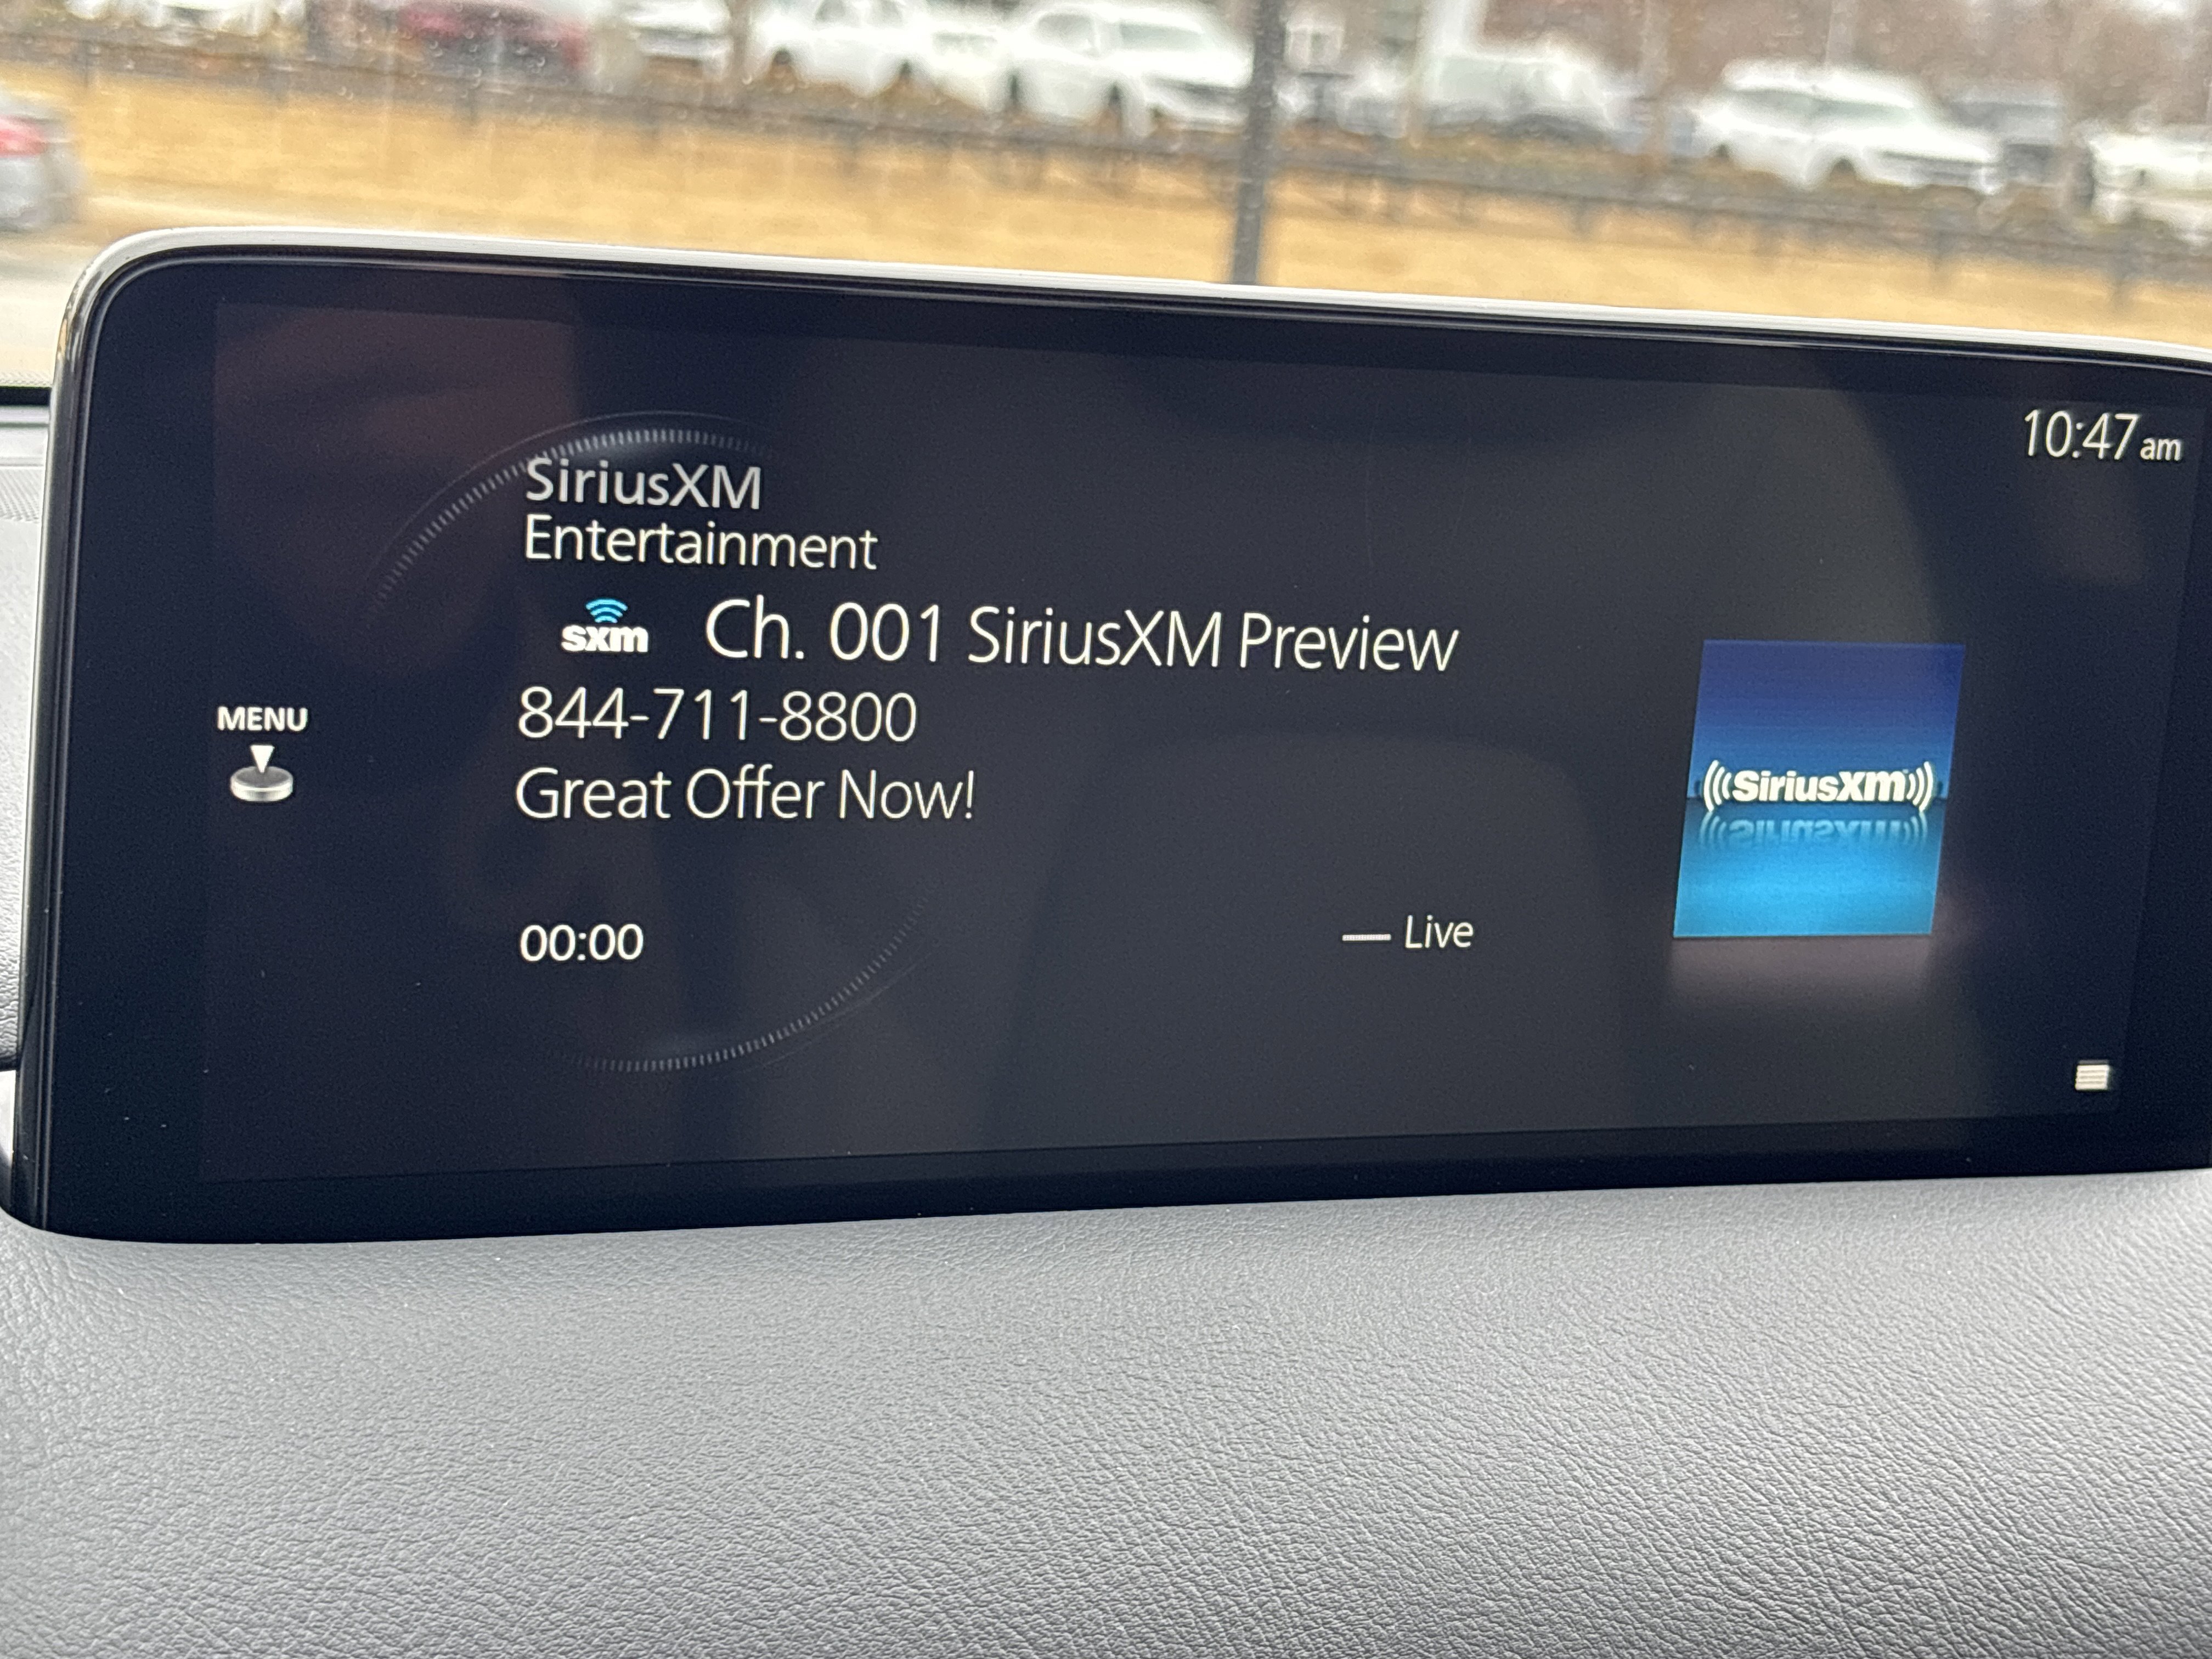 10:47 am
SiriusXM
Entertainment
sxm Ch. 001 SiriusXM Preview
844-711-8800
Great Offer Now!
MENU
((SiriusXM))
00:00
Live